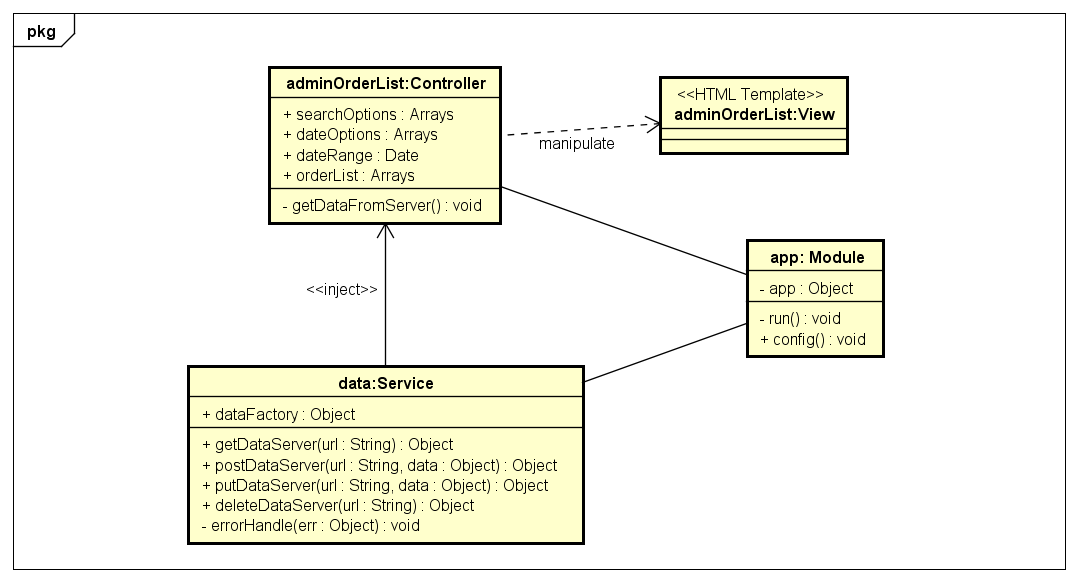 pkg
adminOrderList:Controller
+ searchOptions : Arrays
+ dateOptions : Arrays
+ dateRange : Date
+ orderList : Arrays
- getDataFromServer() : void
<<HTML Template>>
adminOrderList:View
manipulate
<<inject>>
app: Module
- app : Object
- run() : void
+ config() : void
data:Service
+ dataFactory : Object
+ getDataServer(url : String) : Object
+ postDataServer(url : String, data : Object) : Object
+ putDataServer(url : String, data : Object) : Object
+ deleteDataServer(url : String) : Object
- errorHandle(err : Object) : void